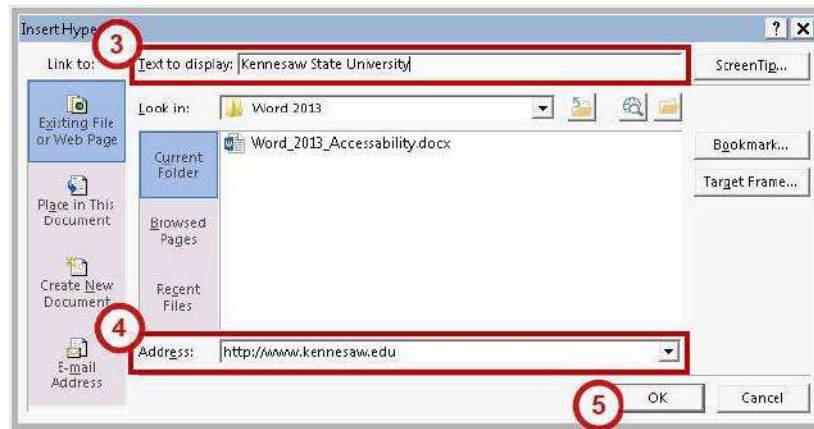 Insert Hype
? X
3
Link to:
Text to display: Kennesaw State University
ScreenTip...
Existing File
or Web Page
Look in:
Word 2013
Current
Folder
Word_2013_Accessability.docx
Bookmark...
Target Frame...
Place in This
Document
Browsed
Pages
Create New
Document
Recent
Files
4
Address:
http://www.kennesaw.edu
E-mail
Address
5
OK
Cancel